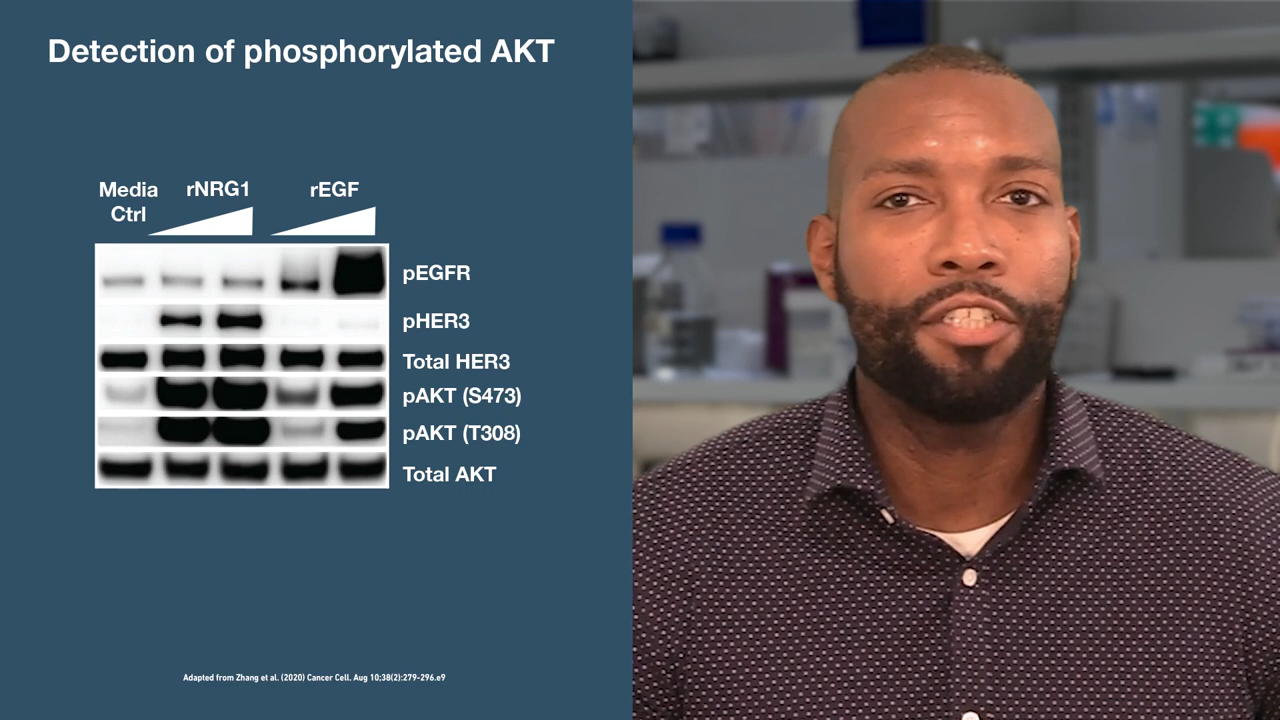 Detection of phosphorylated AKT
Media
Ctrl
rNRG1
rEGF
pEGFR
pHER3
Total HER3
pAKT (S473)
pAKT (T308)
Total AKT
Adapted from Zhang et al. (2020) Cancer Cell. Aug 10;38(2):279-296.e9